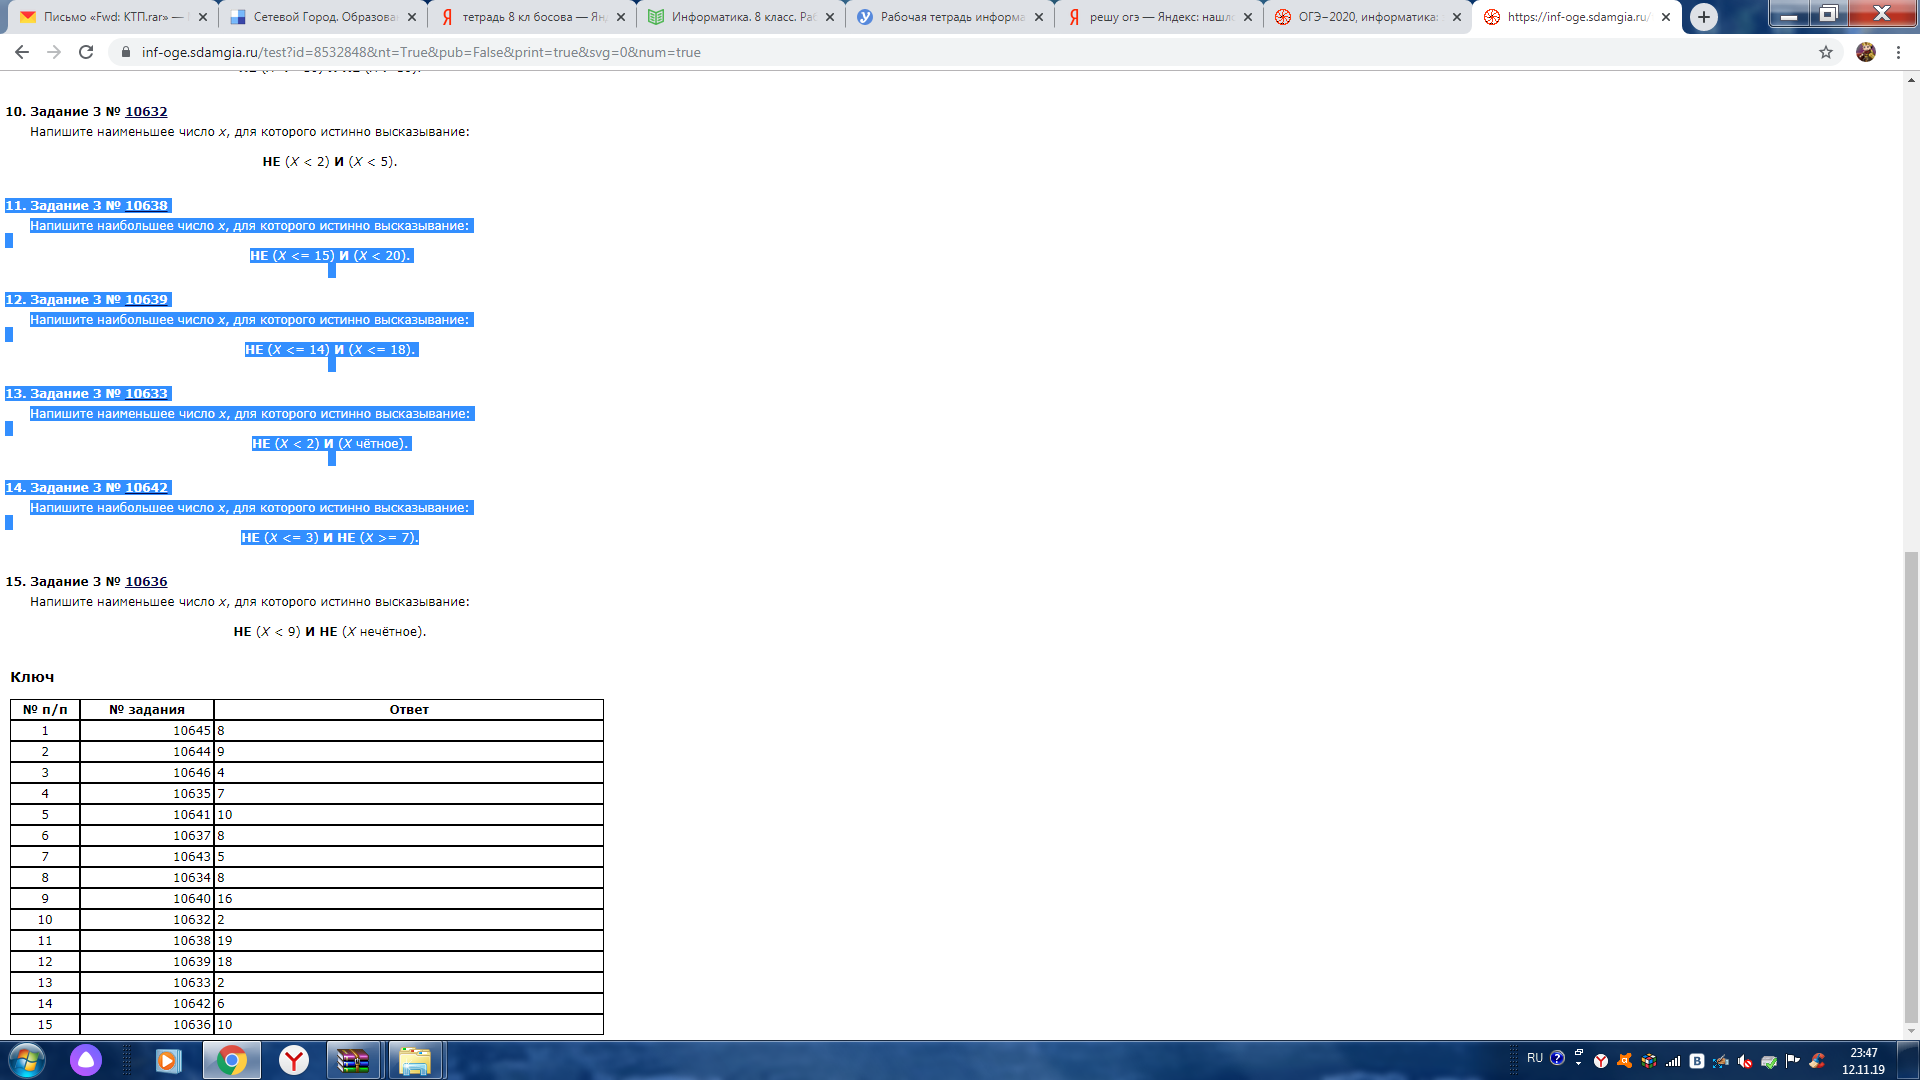 Письмо «Fwd: КТП.rar» —
Сетевой Город. Образова
тетрадь 8 кл босова — Ян
Информатика. 8 класс. Ра
Рабочая тетрадь информа
решу огэ — Яндекс: нашл
ОГЭ−2020, информатика:
https://inf-oge.sdamgia.ru/
inf-oge.sdamgia.ru/test?id=8532848&nt=True&pub=False&print=true&svg=0&num=true
10. Задание 3 № 10632
Напишите наименьшее число x, для которого истинно высказывание:
НЕ (X < 2) И (X < 5).
11. Задание 3 № 10638
Напишите наибольшее число x, для которого истинно высказывание:
НЕ (X <= 15) И (X < 20).
12. Задание 3 № 10639
Напишите наибольшее число x, для которого истинно высказывание:
НЕ (X <= 14) И (X <= 18).
13. Задание 3 № 10633
Напишите наименьшее число x, для которого истинно высказывание:
НЕ (X < 2) И (X чётное).
14. Задание 3 № 10642
Напишите наибольшее число x, для которого истинно высказывание:
НЕ (X <= 3) И НЕ (X >= 7).
15. Задание 3 № 10636
Напишите наименьшее число x, для которого истинно высказывание:
НЕ (X < 9) И НЕ (X нечётное).
Ключ
№ п/п № задания Ответ
1 10645 8
2 10644 9
3 10646 4
4 10635 7
5 10641 10
6 10637 8
7 10643 5
8 10634 8
9 10640 16
10 10632 2
11 10638 19
12 10639 18
13 10633 2
14 10642 6
15 10636 10
RU
23:47
12.11.19